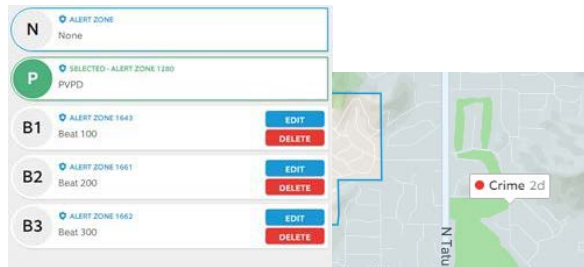 N
ALERT ZONE
None
P
SELECTED - ALERT ZONE 1280
PVPD
B1
ALERT ZONE 1643
Beat 100
EDIT
DELETE
B2
ALERT ZONE 1661
Beat 200
EDIT
DELETE
B3
ALERT ZONE 1662
Beat 300
EDIT
DELETE
Crime 2d
N Tatu